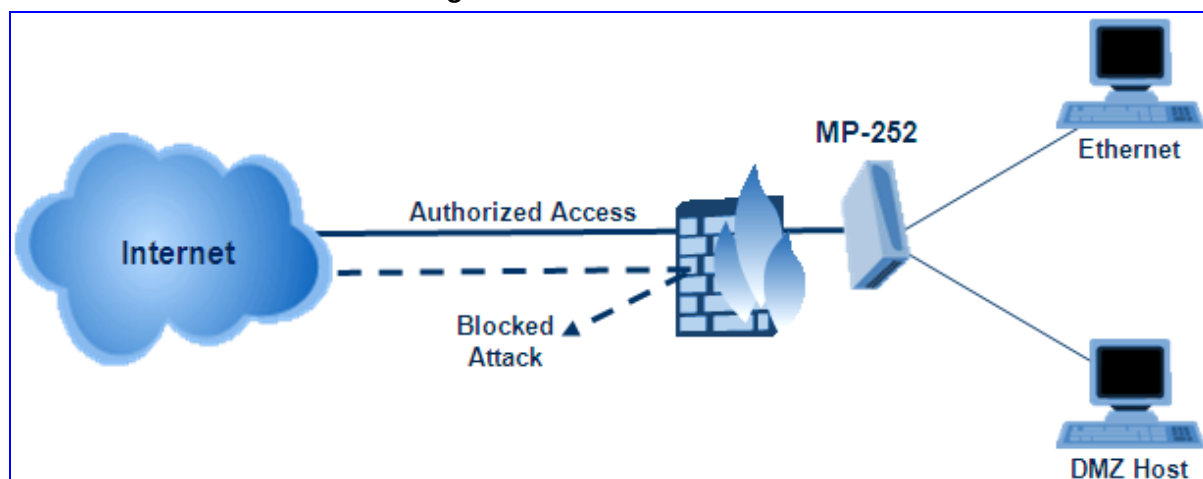 MP-252
Ethernet
Authorized Access
Internet
Blocked
Attack
DMZ Host